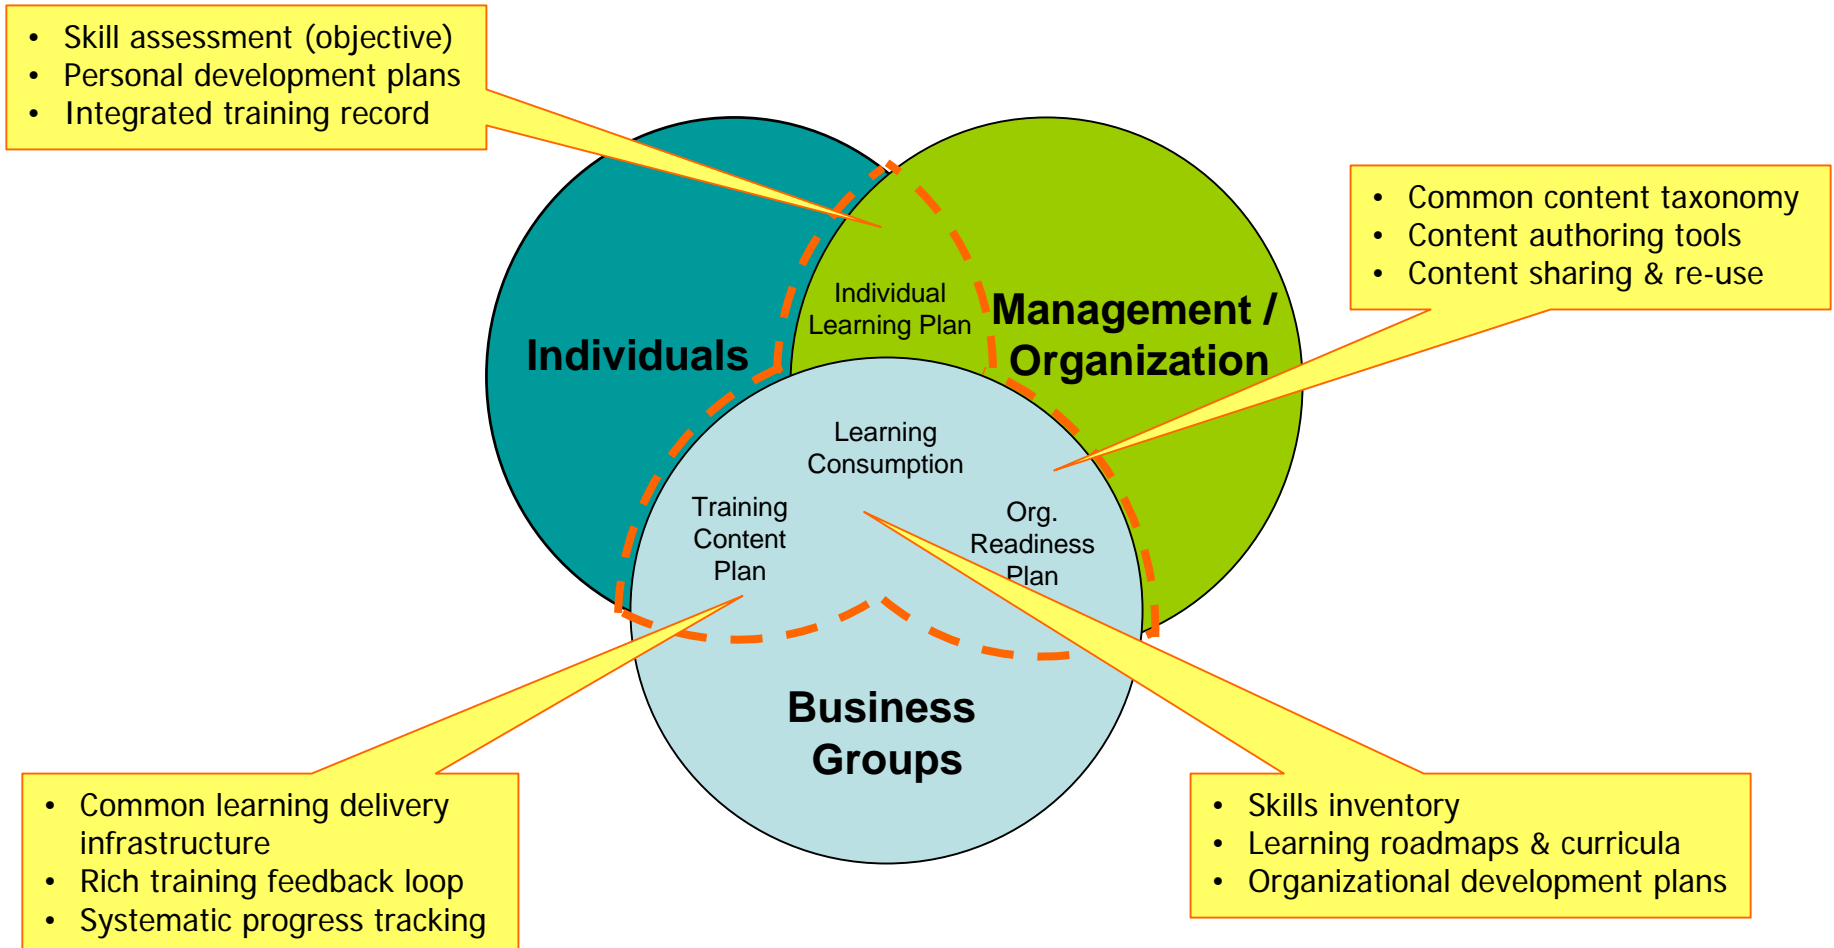 • Skill assessment (objective)
• Personal development plans
• Integrated training record
• Common content taxonomy
• Content authoring tools
• Content sharing & re-use
Individual
Learning Plan
Management /
Organization
Individuals
Learning
Consumption
Training
Content
Plan
Org.
Readiness
Plan
Business
Groups
• Common learning delivery
infrastructure
• Rich training feedback loop
• Systematic progress tracking
• Skills inventory
• Learning roadmaps & curricula
• Organizational development plans